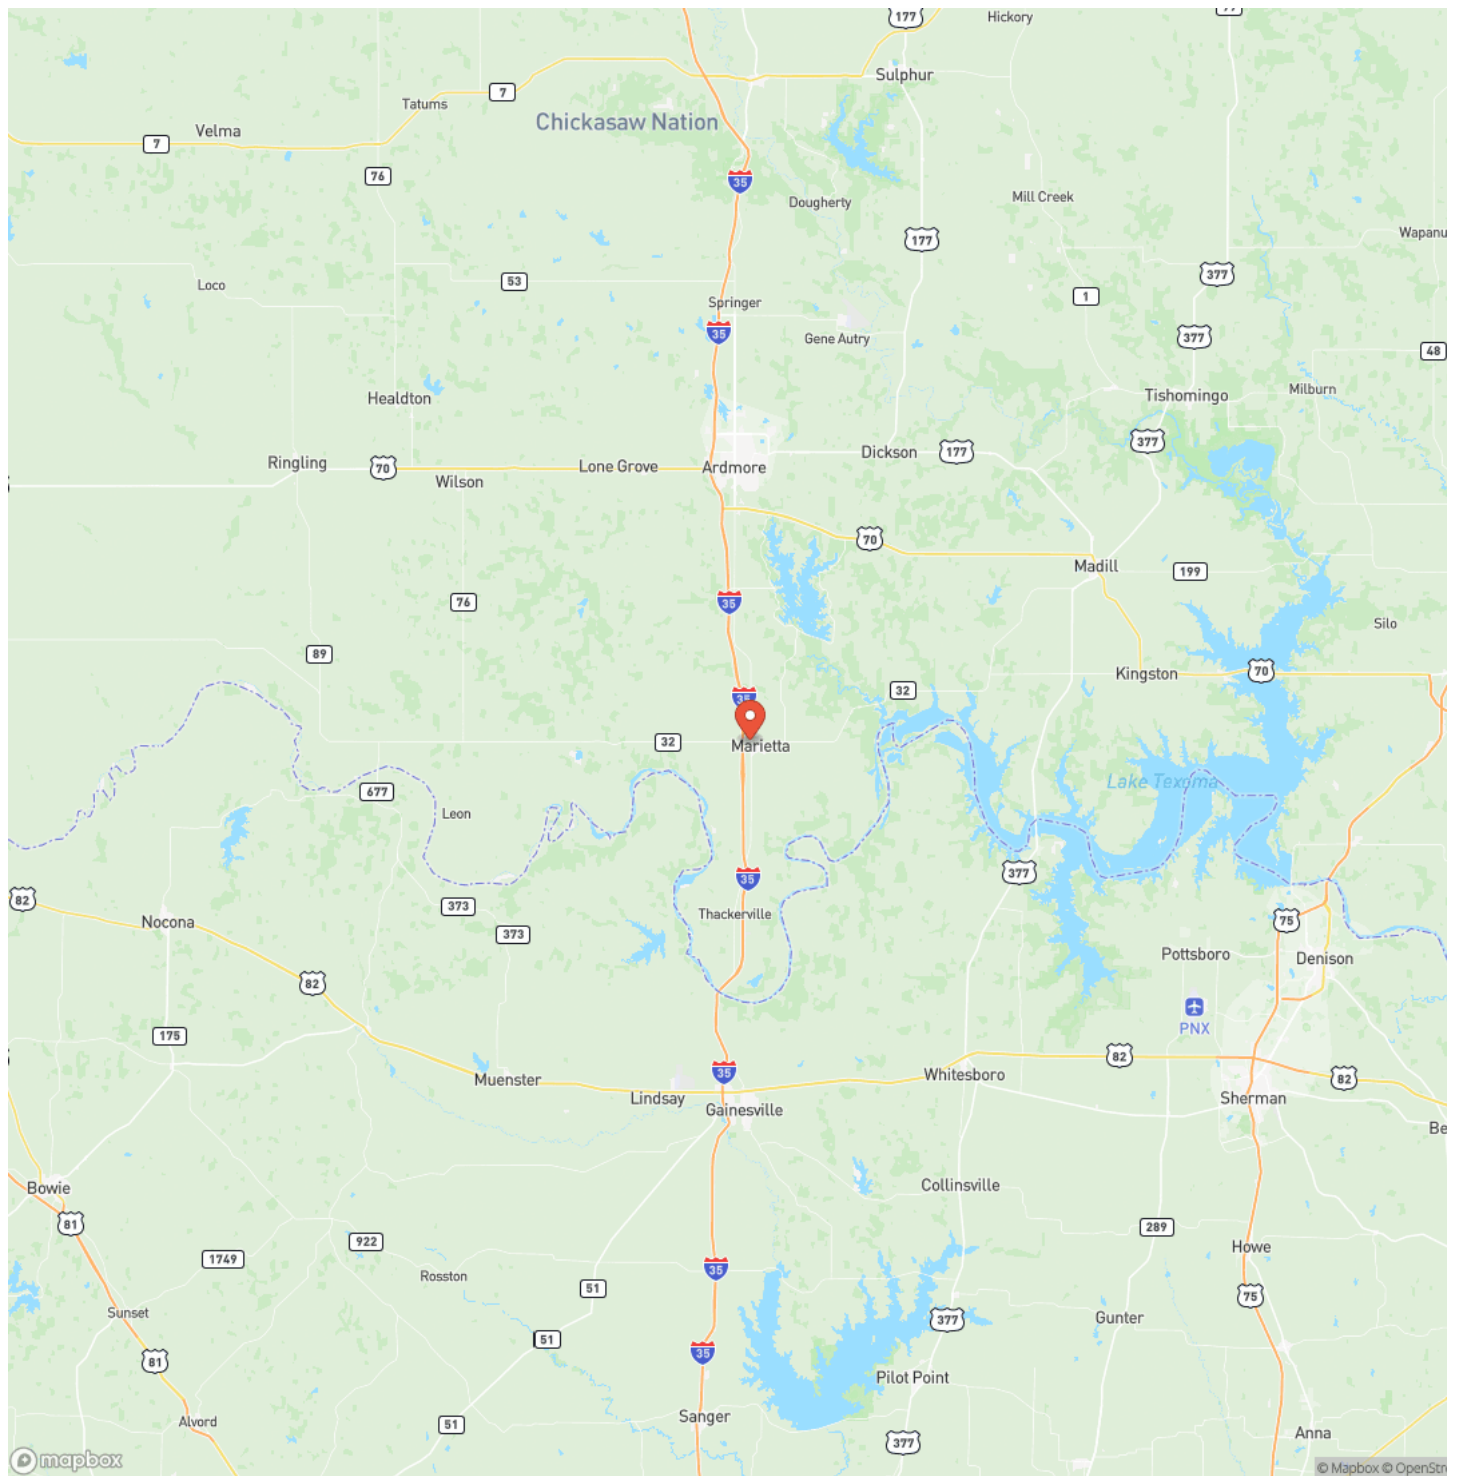 177
Hickory
Sulphur
7
Tatums
Chickasaw Nation
Velma
7
76
35
Dougherty
Mill Creek
177
Wapanu
377
Loco
53
1
Springer
35
Gene Autry
377
48
Healdton
Tishomingo
Milburn
377
Ringling
70
Lone Grove
Ardmore
Dickson
177
Wilson
70
Madill
199
76
35
Silo
89
Kingston
70
32
35
32
Marietta
Lake Texoma
677
Leon
377
35
82
373
Thackerville
75
Nocona
373
Pottsboro
Denison
82
PNX
175
82
35
Whitesboro
82
Muenster
Lindsay
Gainesville
Sherman
Be
Bowie
Collinsville
81
289
922
Howe
1749
35
Rosston
51
75
Sunset
377
Gunter
51
35
81
Pilot Point
Alvord
51
Sanger
377
Anna
mapbox
© Mapbox © OpenStr